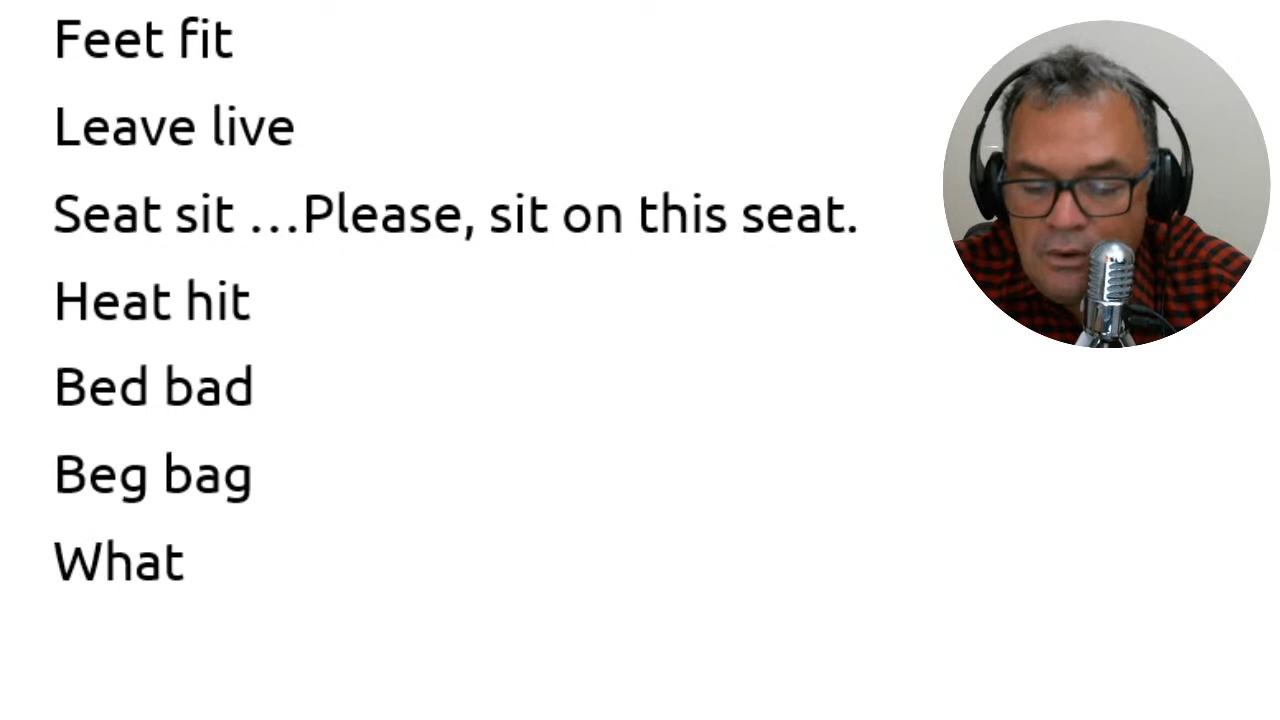 Feet fit
Leave live
Seat sit …Please, sit on this seat.
Heat hit
Bed bad
Beg bag
What